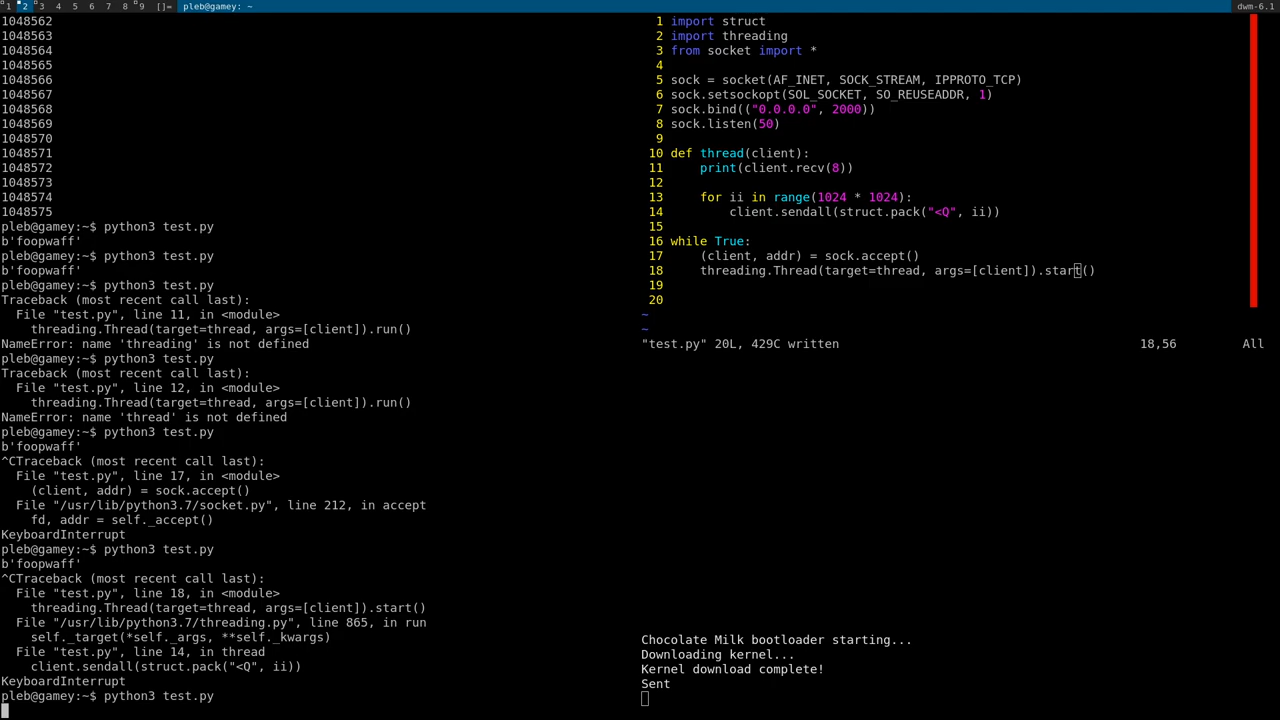 1 2 3 4 5 6 7 8 9 []= pleb@gamey: ~ dwm-6.1
1048562
1048563
1048564
1048565
1048566
1048567
1048568
1048569
1048570
1048571
1048572
1048573
1048574
1048575
pleb@gamey:~$ python3 test.py
b'foopwaff'
pleb@gamey:~$ python3 test.py
b'foopwaff'
pleb@gamey:~$ python3 test.py
Traceback (most recent call last):
  File "test.py", line 11, in <module>
    threading.Thread(target=thread, args=[client]).run()
NameError: name 'threading' is not defined
pleb@gamey:~$ python3 test.py
Traceback (most recent call last):
  File "test.py", line 12, in <module>
    threading.Thread(target=thread, args=[client]).run()
NameError: name 'thread' is not defined
pleb@gamey:~$ python3 test.py
b'foopwaff'
^CTraceback (most recent call last):
  File "test.py", line 17, in <module>
    (client, addr) = sock.accept()
  File "/usr/lib/python3.7/socket.py", line 212, in accept
    fd, addr = self._accept()
KeyboardInterrupt
pleb@gamey:~$ python3 test.py
b'foopwaff'
^CTraceback (most recent call last):
  File "test.py", line 18, in <module>
    threading.Thread(target=thread, args=[client]).start()
  File "/usr/lib/python3.7/threading.py", line 865, in run
    self._target(*self._args, **self._kwargs)
  File "test.py", line 14, in thread
    client.sendall(struct.pack("<Q", ii))
KeyboardInterrupt
pleb@gamey:~$ python3 test.py
1 import struct
2 import threading
3 from socket import *
4
5 sock = socket(AF_INET, SOCK_STREAM, IPPROTO_TCP)
6 sock.setsockopt(SOL_SOCKET, SO_REUSEADDR, 1)
7 sock.bind(("0.0.0.0", 2000))
8 sock.listen(50)
9
10 def thread(client):
11     print(client.recv(8))
12
13     for ii in range(1024 * 1024):
14         client.sendall(struct.pack("<Q", ii))
15
16 while True:
17     (client, addr) = sock.accept()
18     threading.Thread(target=thread, args=[client]).start()
19
20
~
~
"test.py" 20L, 429C written 18,56 All
Chocolate Milk bootloader starting...
Downloading kernel...
Kernel download complete!
Sent